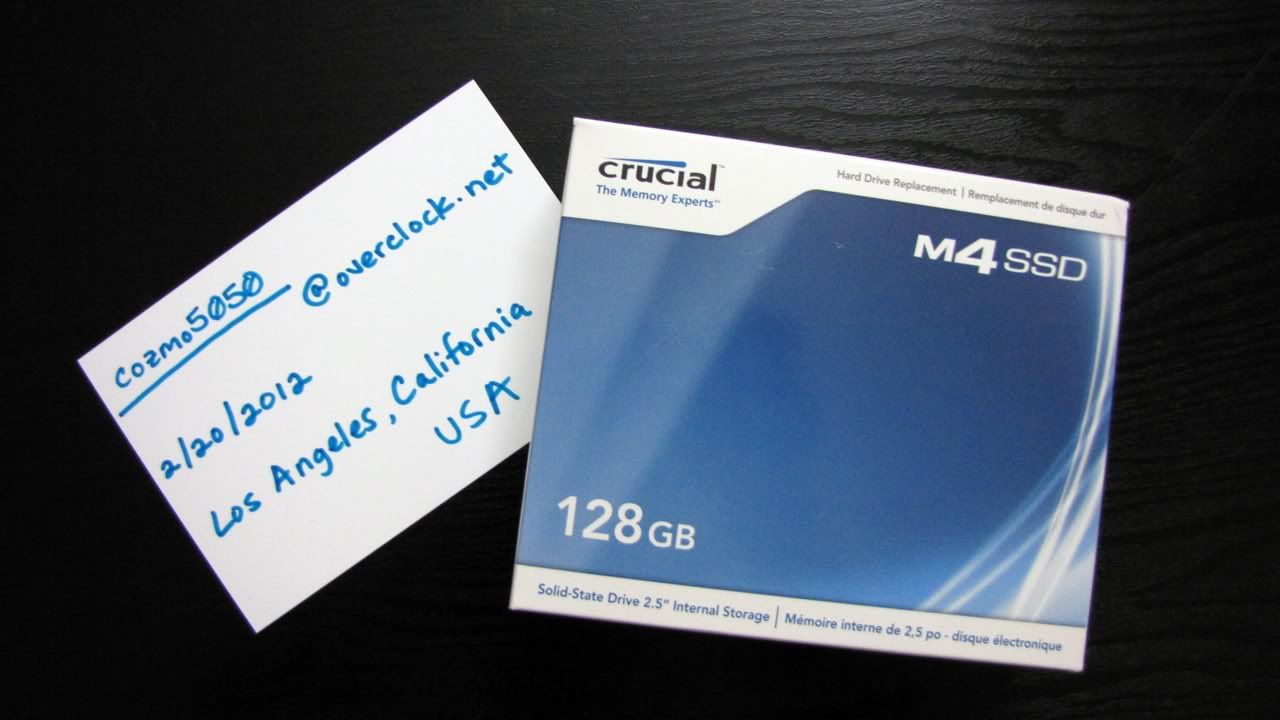 cozmo5050
@overclock.net
2/20/2012
Los Angeles, California
USA
crucial™
The Memory Experts℠
Hard Drive Replacement | Remplacement de disque dur
M4 SSD
128 GB
Solid-State Drive 2.5" Internal Storage | Mémoire interne de 2,5 po - disque électronique